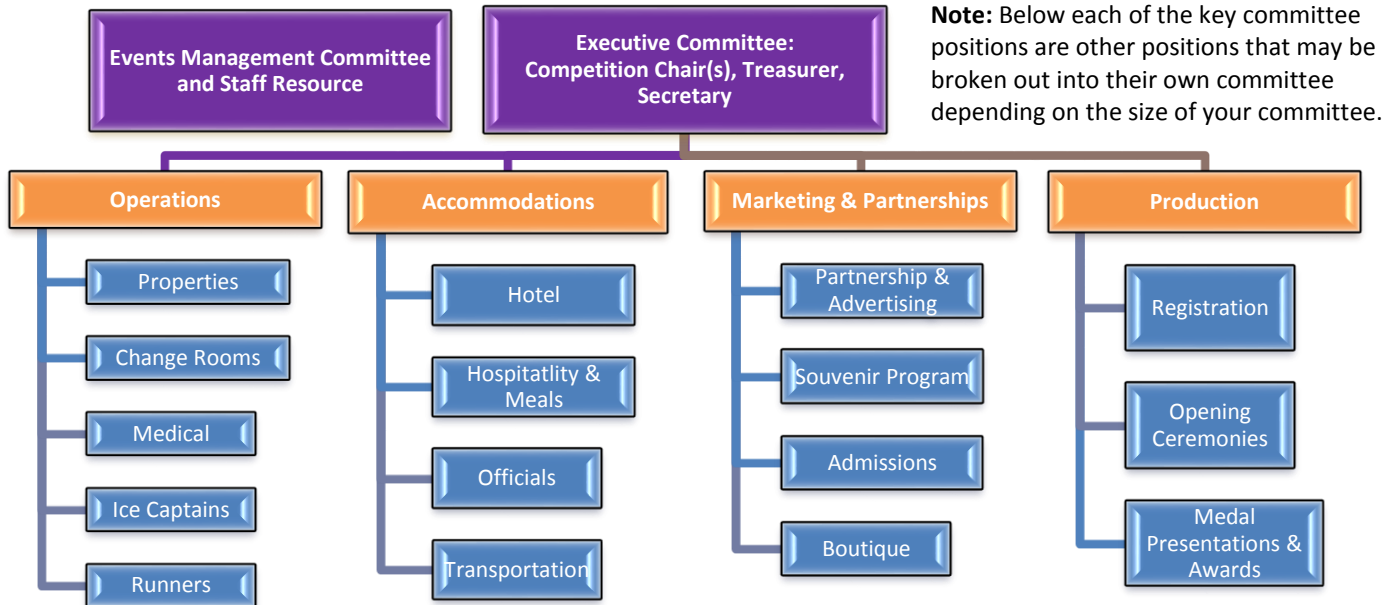 Events Management Committee
and Staff Resource
Executive Committee:
Competition Chair(s), Treasurer,
Secretary
Note: Below each of the key committee
positions are other positions that may be
broken out into their own committee
depending on the size of your committee.
Operations
Properties
Change Rooms
Medical
Ice Captains
Runners
Accommodations
Hotel
Hospitatlity &
Meals
Officials
Transportation
Marketing & Partnerships
Partnership &
Advertising
Souvenir Program
Admissions
Boutique
Production
Registration
Opening
Ceremonies
Medal
Presentations &
Awards